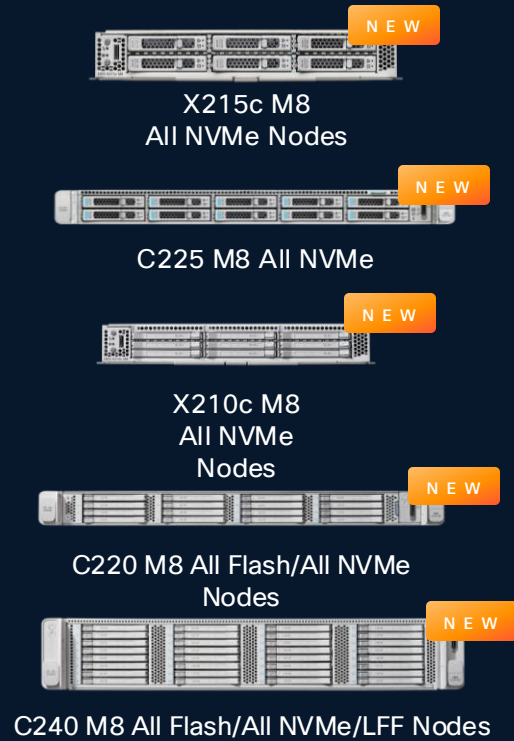 NEW
X215c M8
All NVMe Nodes
NEW
C225 M8 All NVMe
NEW
X210c M8
All NVMe
Nodes
NEW
C220 M8 All Flash/All NVMe
Nodes
NEW
C240 M8 All Flash/All NVMe/LFF Nodes